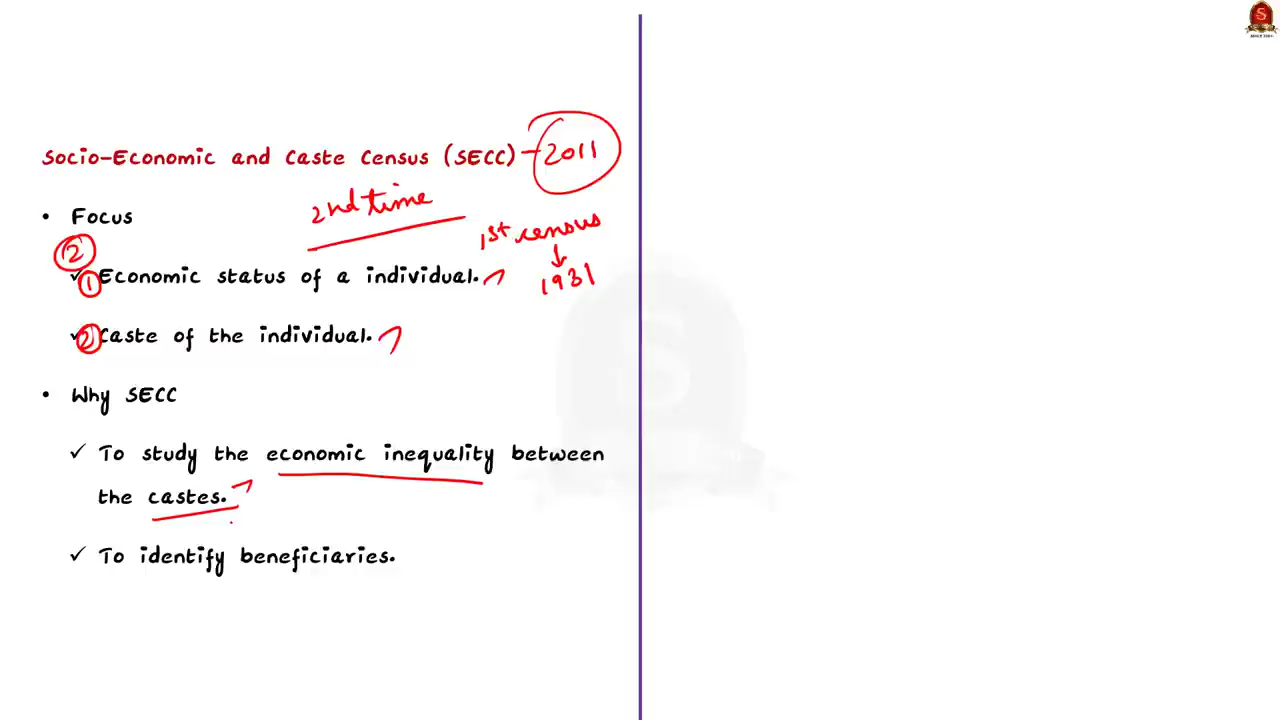 Socio-Economic and Caste Census (SECC) - 2011
• Focus
2nd time
1st census
↓
1931
②
✓ ① Economic status of a individual.
✓ ② Caste of the individual.
• Why SECC
✓ To study the economic inequality between
the castes.
✓ To identify beneficiaries.
S